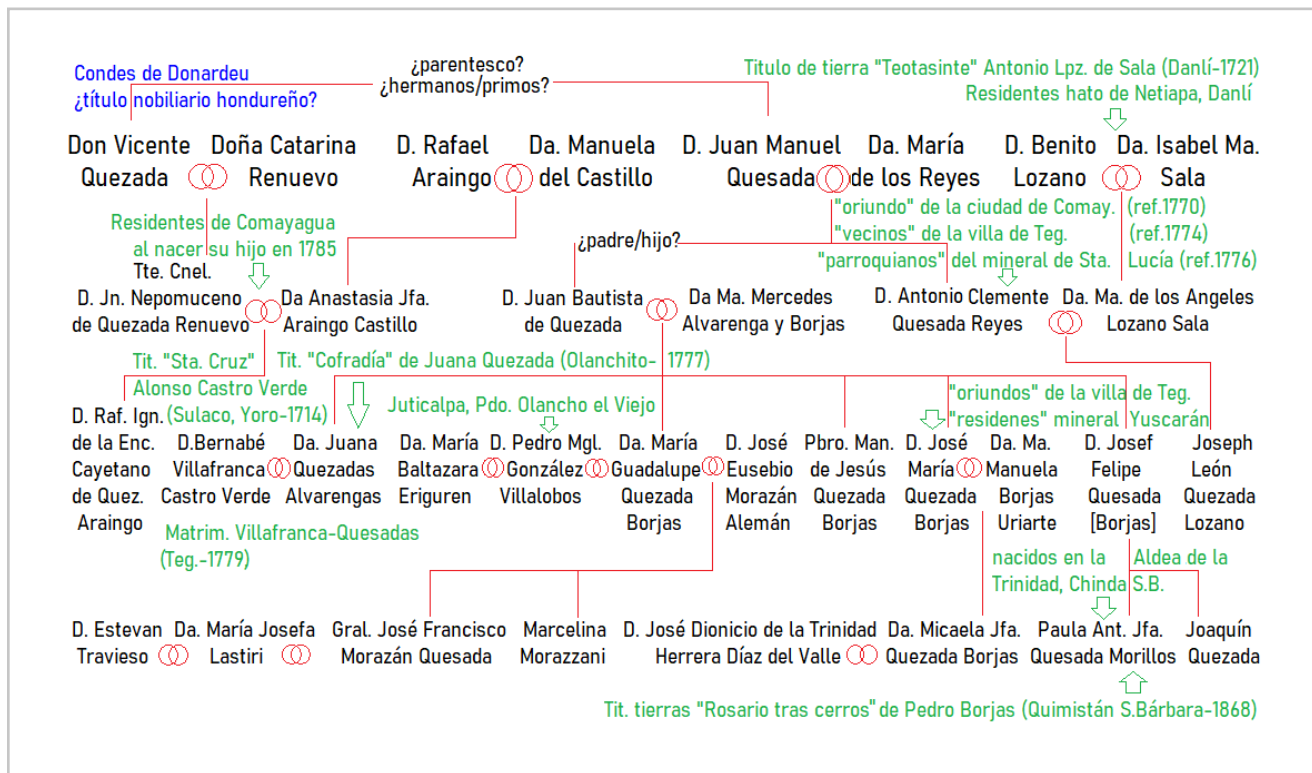 Condes de Donardeu
¿título nobiliario hondureño?
¿parentesco?
¿hermanos/primos?
Titulo de tierra "Teotasinte" Antonio Lpz. de Sala (Danlí-1721)
Residentes hato de Netiapa, Danlí
Don Vicente
Quezada
Doña Catarina
Renuevo
D. Rafael
Araingo
Da. Manuela
del Castillo
D. Juan Manuel
Quesada
Da. María
de los Reyes
D. Benito
Lozano
Da. Isabel Ma.
Sala
Residentes de Comayagua
al nacer su hijo en 1785
¿padre/hijo?
"oriundo" de la ciudad de Comay. (ref.1770)
"vecinos" de la villa de Teg. (ref.1774)
"parroquianos" del mineral de Sta. Lucía (ref.1776)
Tte. Cnel.
D. Jn. Nepomuceno
de Quezada Renuevo
Da Anastasia Jfa.
Araingo Castillo
D. Juan Bautista
de Quezada
Da Ma. Mercedes
Alvarenga y Borjas
D. Antonio Clemente
Quesada Reyes
Da. Ma. de los Angeles
Lozano Sala
Tit. "Sta. Cruz"
Alonso Castro Verde
(Sulaco, Yoro-1714)
Tit. "Cofradía" de Juana Quezada (Olanchito- 1777)
Juticalpa, Pdo. Olancho el Viejo
"oriundos" de la villa de Teg.
"residenes" mineral Yuscarán
D. Raf. Ign.
de la Enc.
Cayetano
de Quez.
Araingo
D.Bernabé
Villafranca
Castro Verde
Da. Juana
Quezadas
Alvarengas
Da. María
Baltazara
Eriguren
D. Pedro Mgl.
González
Villalobos
Da. María
Guadalupe
Quezada
Borjas
D. José
Eusebio
Morazán
Alemán
Pbro. Man.
de Jesús
Quezada
Borjas
D. José
María
Quezada
Borjas
Da. Ma.
Manuela
Borjas
Uriarte
D. Josef
Felipe
Quesada
[Borjas]
Joseph
León
Quezada
Lozano
Matrim. Villafranca-Quesadas
(Teg.-1779)
nacidos en la Aldea de la
Trinidad, Chinda S.B.
D. Estevan
Travieso
Da. María Josefa
Lastiri
Gral. José Francisco
Morazán Quesada
Marcelina
Morazzani
D. José Dionicio de la Trinidad
Herrera Díaz del Valle
Da. Micaela Jfa.
Quezada Borjas
Paula Ant. Jfa.
Quesada Morillos
Joaquín
Quezada
Tit. tierras "Rosario tras cerros" de Pedro Borjas (Quimistán S.Bárbara-1868)